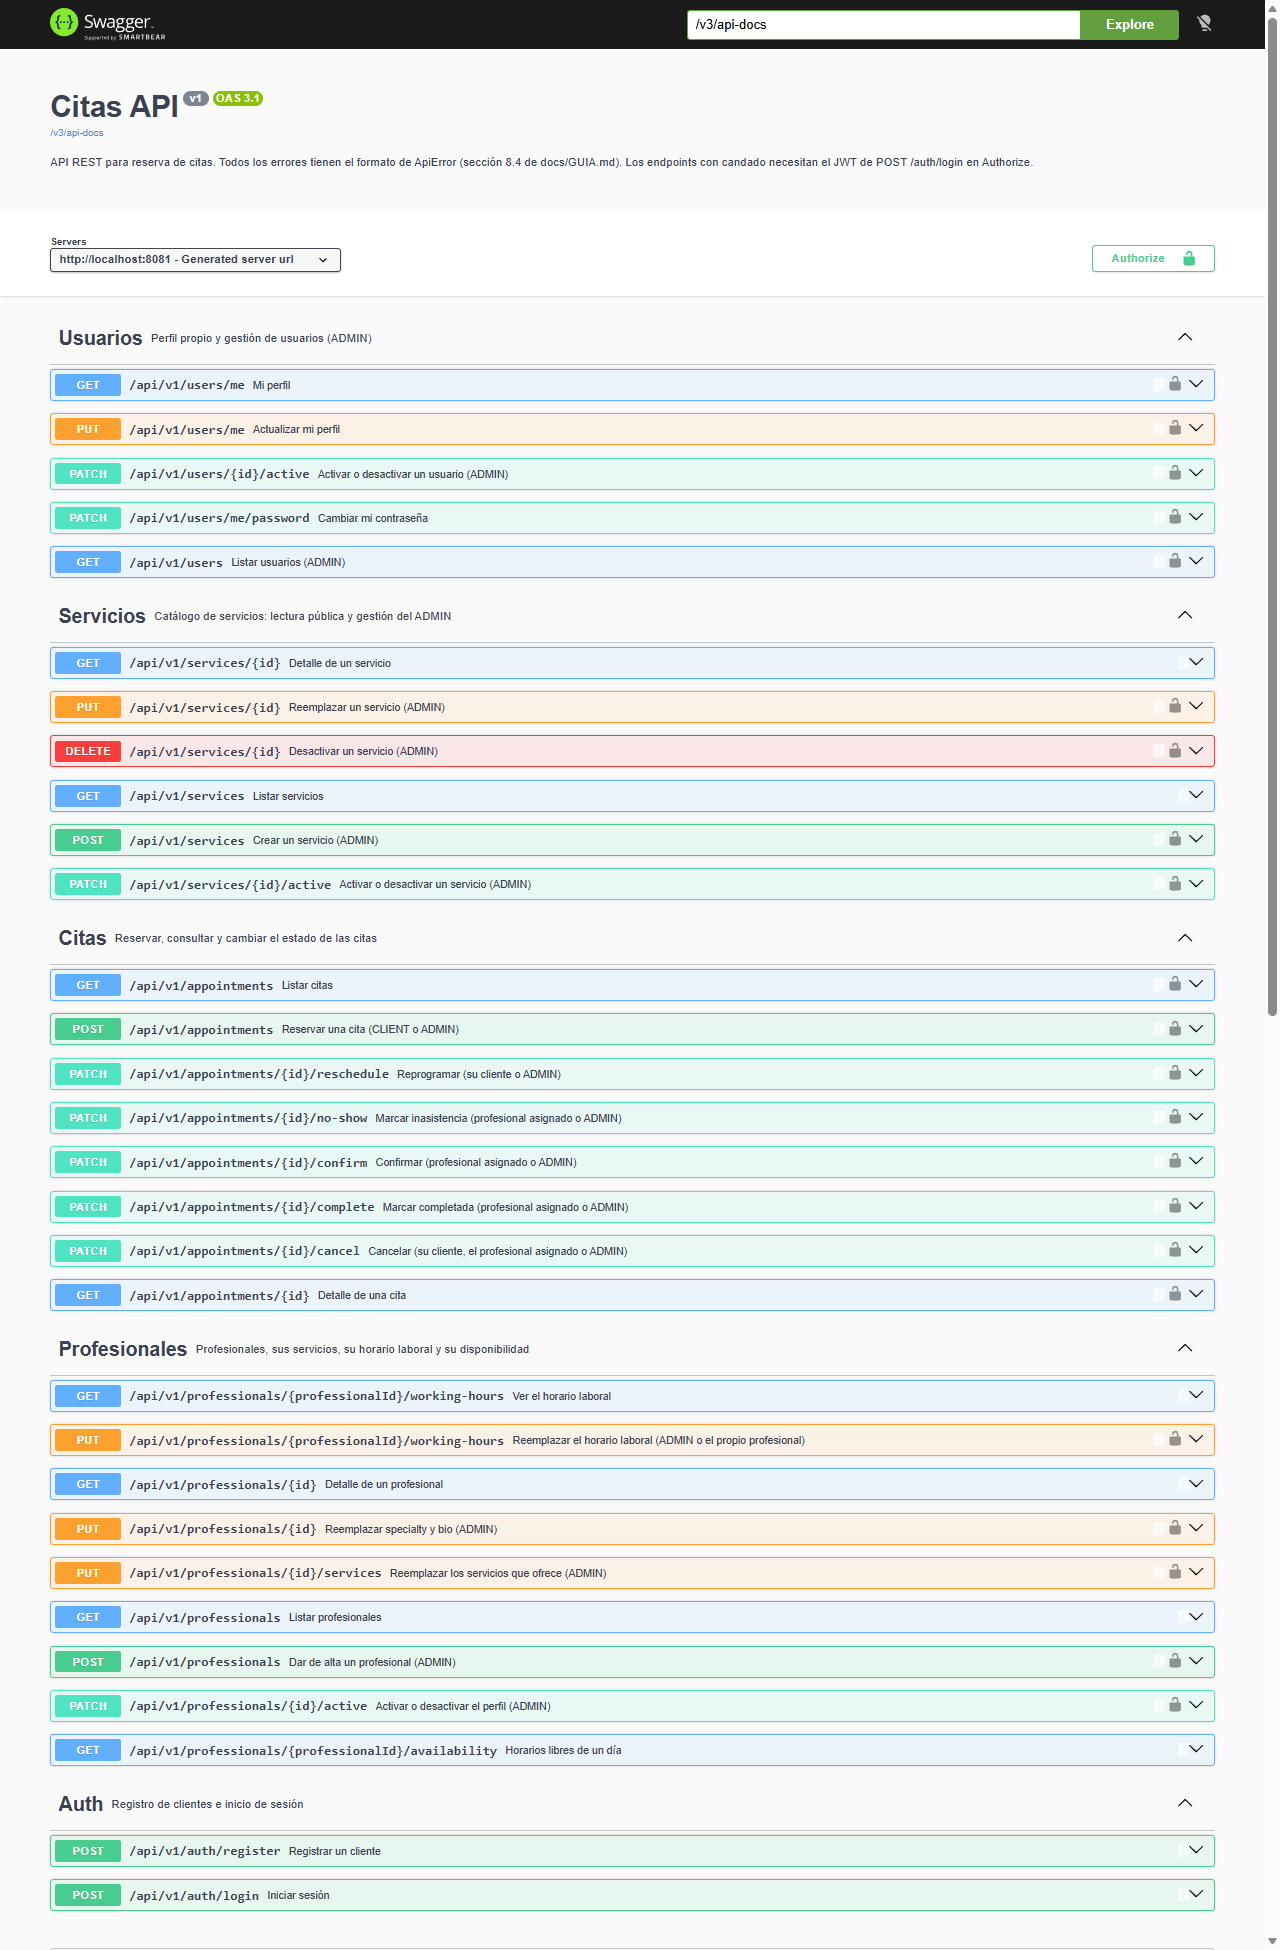 Swagger.
Supported by SMARTBEAR
/v3/api-docs
Explore
Citas API v1 OAS 3.1
/v3/api-docs
API REST para reserva de citas. Todos los errores tienen el formato de ApiError (sección 8.4 de docs/GUIA.md). Los endpoints con candado necesitan el JWT de POST /auth/login en Authorize.
Servers
http://localhost:8081 - Generated server url
Authorize
Usuarios Perfil propio y gestión de usuarios (ADMIN)
GET /api/v1/users/me Mi perfil
PUT /api/v1/users/me Actualizar mi perfil
PATCH /api/v1/users/{id}/active Activar o desactivar un usuario (ADMIN)
PATCH /api/v1/users/me/password Cambiar mi contraseña
GET /api/v1/users Listar usuarios (ADMIN)
Servicios Catálogo de servicios: lectura pública y gestión del ADMIN
GET /api/v1/services/{id} Detalle de un servicio
PUT /api/v1/services/{id} Reemplazar un servicio (ADMIN)
DELETE /api/v1/services/{id} Desactivar un servicio (ADMIN)
GET /api/v1/services Listar servicios
POST /api/v1/services Crear un servicio (ADMIN)
PATCH /api/v1/services/{id}/active Activar o desactivar un servicio (ADMIN)
Citas Reservar, consultar y cambiar el estado de las citas
GET /api/v1/appointments Listar citas
POST /api/v1/appointments Reservar una cita (CLIENT o ADMIN)
PATCH /api/v1/appointments/{id}/reschedule Reprogramar (su cliente o ADMIN)
PATCH /api/v1/appointments/{id}/no-show Marcar inasistencia (profesional asignado o ADMIN)
PATCH /api/v1/appointments/{id}/confirm Confirmar (profesional asignado o ADMIN)
PATCH /api/v1/appointments/{id}/complete Marcar completada (profesional asignado o ADMIN)
PATCH /api/v1/appointments/{id}/cancel Cancelar (su cliente, el profesional asignado o ADMIN)
GET /api/v1/appointments/{id} Detalle de una cita
Profesionales Profesionales, sus servicios, su horario laboral y su disponibilidad
GET /api/v1/professionals/{professionalId}/working-hours Ver el horario laboral
PUT /api/v1/professionals/{professionalId}/working-hours Reemplazar el horario laboral (ADMIN o el propio profesional)
GET /api/v1/professionals/{id} Detalle de un profesional
PUT /api/v1/professionals/{id} Reemplazar specialty y bio (ADMIN)
PUT /api/v1/professionals/{id}/services Reemplazar los servicios que ofrece (ADMIN)
GET /api/v1/professionals Listar profesionales
POST /api/v1/professionals Dar de alta un profesional (ADMIN)
PATCH /api/v1/professionals/{id}/active Activar o desactivar el perfil (ADMIN)
GET /api/v1/professionals/{professionalId}/availability Horarios libres de un día
Auth Registro de clientes e inicio de sesión
POST /api/v1/auth/register Registrar un cliente
POST /api/v1/auth/login Iniciar sesión